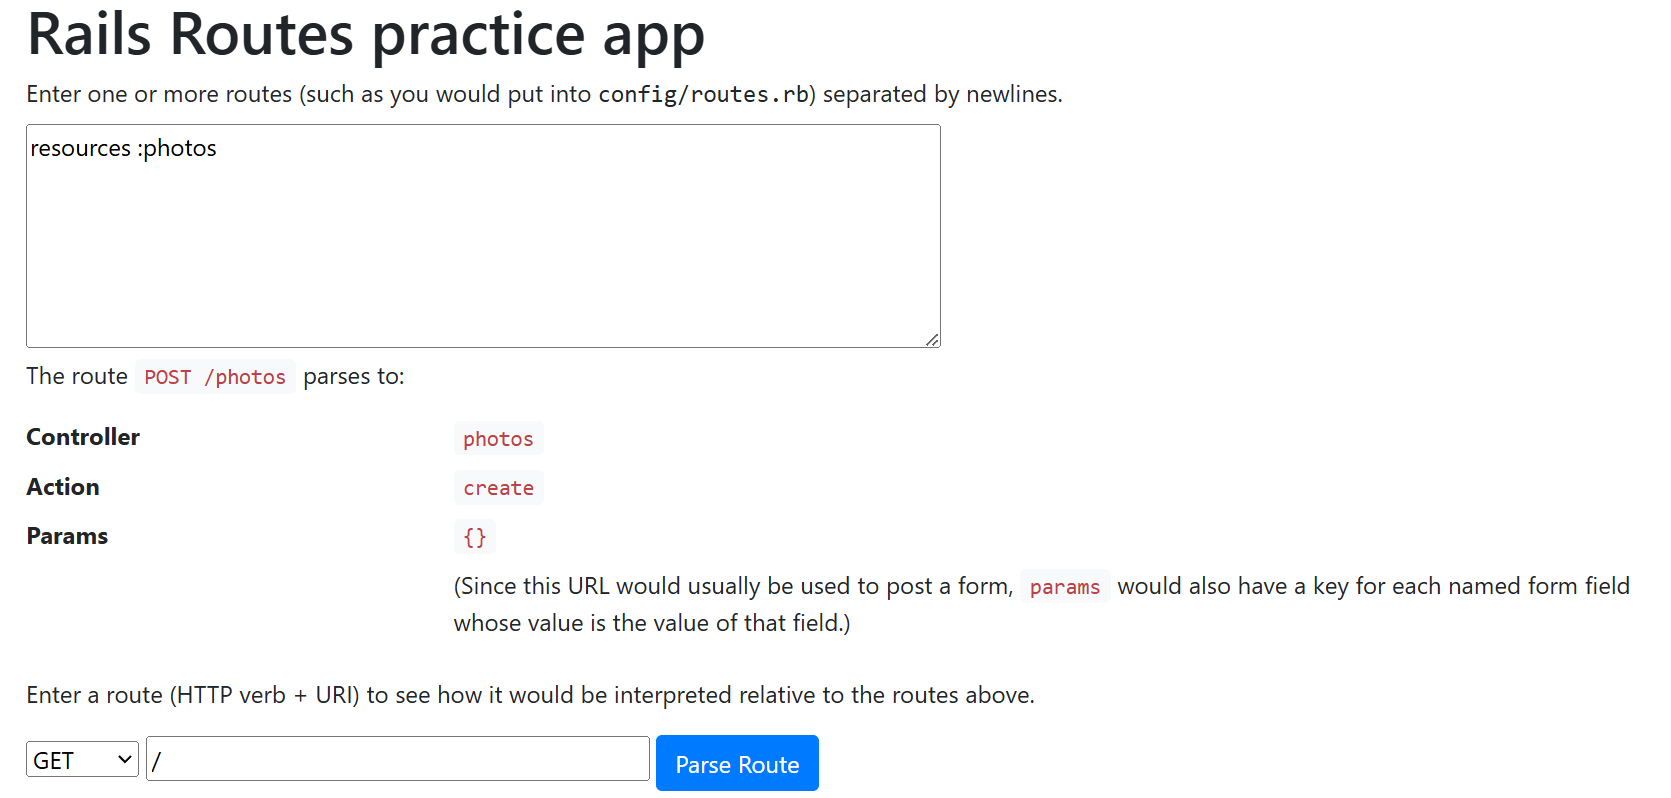 Rails Routes practice app
Enter one or more routes (such as you would put into config/routes.rb) separated by newlines.
resources :photos
The route POST /photos parses to:
Controller photos
Action create
Params {}
(Since this URL would usually be used to post a form, params would also have a key for each named form field
whose value is the value of that field.)
Enter a route (HTTP verb + URI) to see how it would be interpreted relative to the routes above.
GET / Parse Route